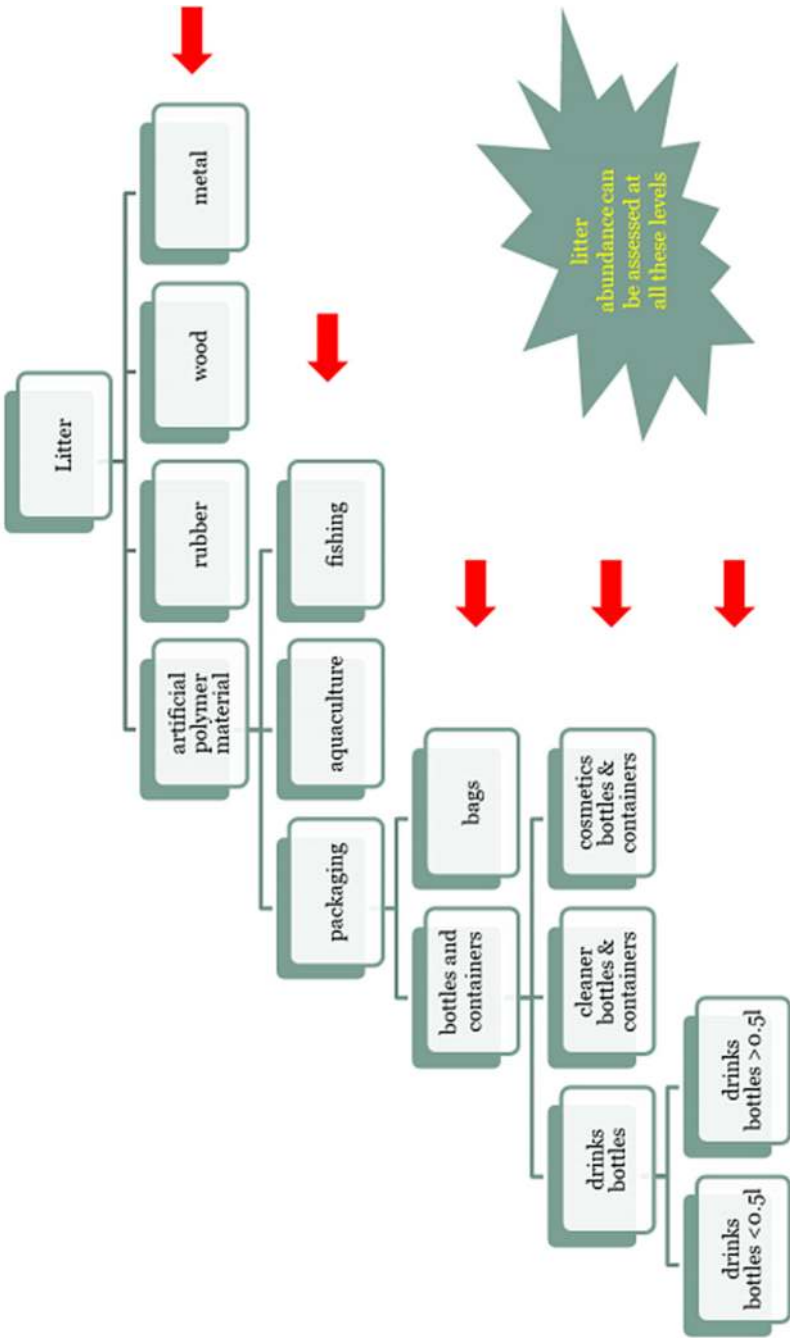 Litter
artificial
polymer
material
rubber
wood
metal
packaging
aquaculture
fishing
bottles and
containers
bags
drinks
bottles
cleaner
bottles &
containers
cosmetics
bottles &
containers
drinks
bottles <0.5l
drinks
bottles >0.5l
litter
abundance can
be assessed at
all these levels